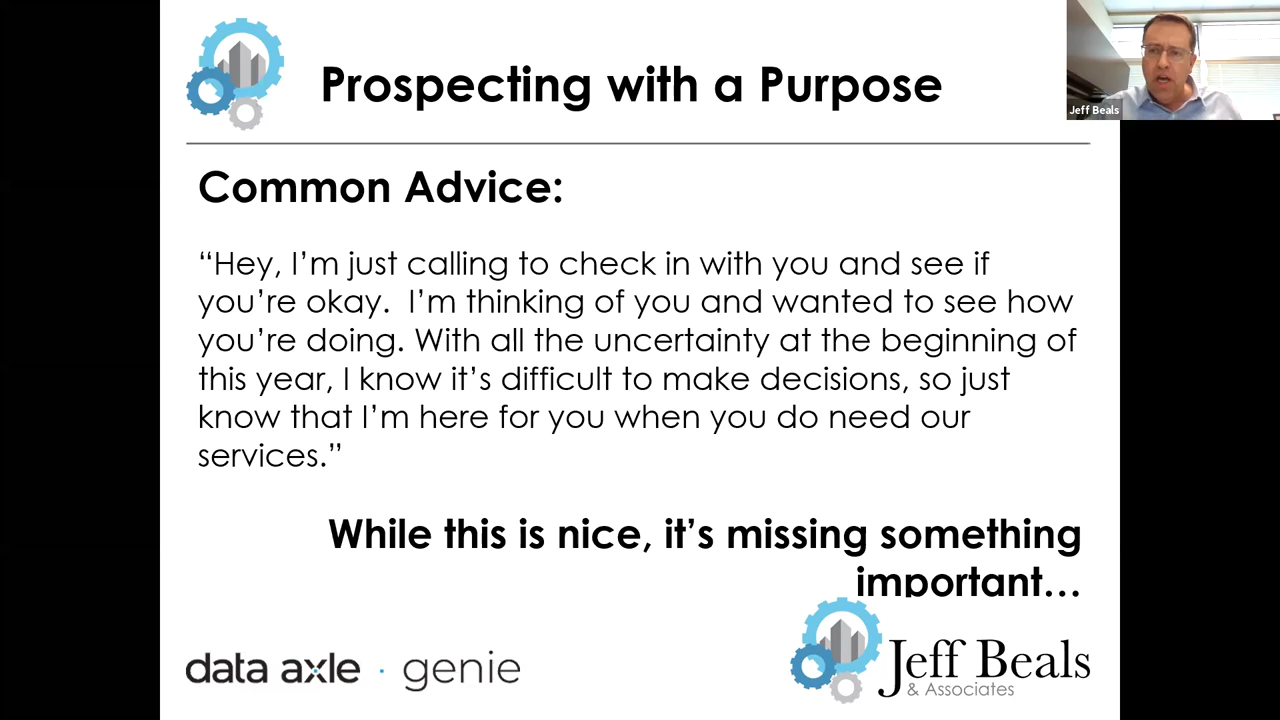 Prospecting with a Purpose
Jeff Beals
Common Advice:
“Hey, I’m just calling to check in with you and see if
you’re okay.  I’m thinking of you and wanted to see how
you’re doing. With all the uncertainty at the beginning of
this year, I know it’s difficult to make decisions, so just
know that I’m here for you when you do need our
services.”
While this is nice, it’s missing something
important…
data axle · genie
Jeff Beals
& Associates